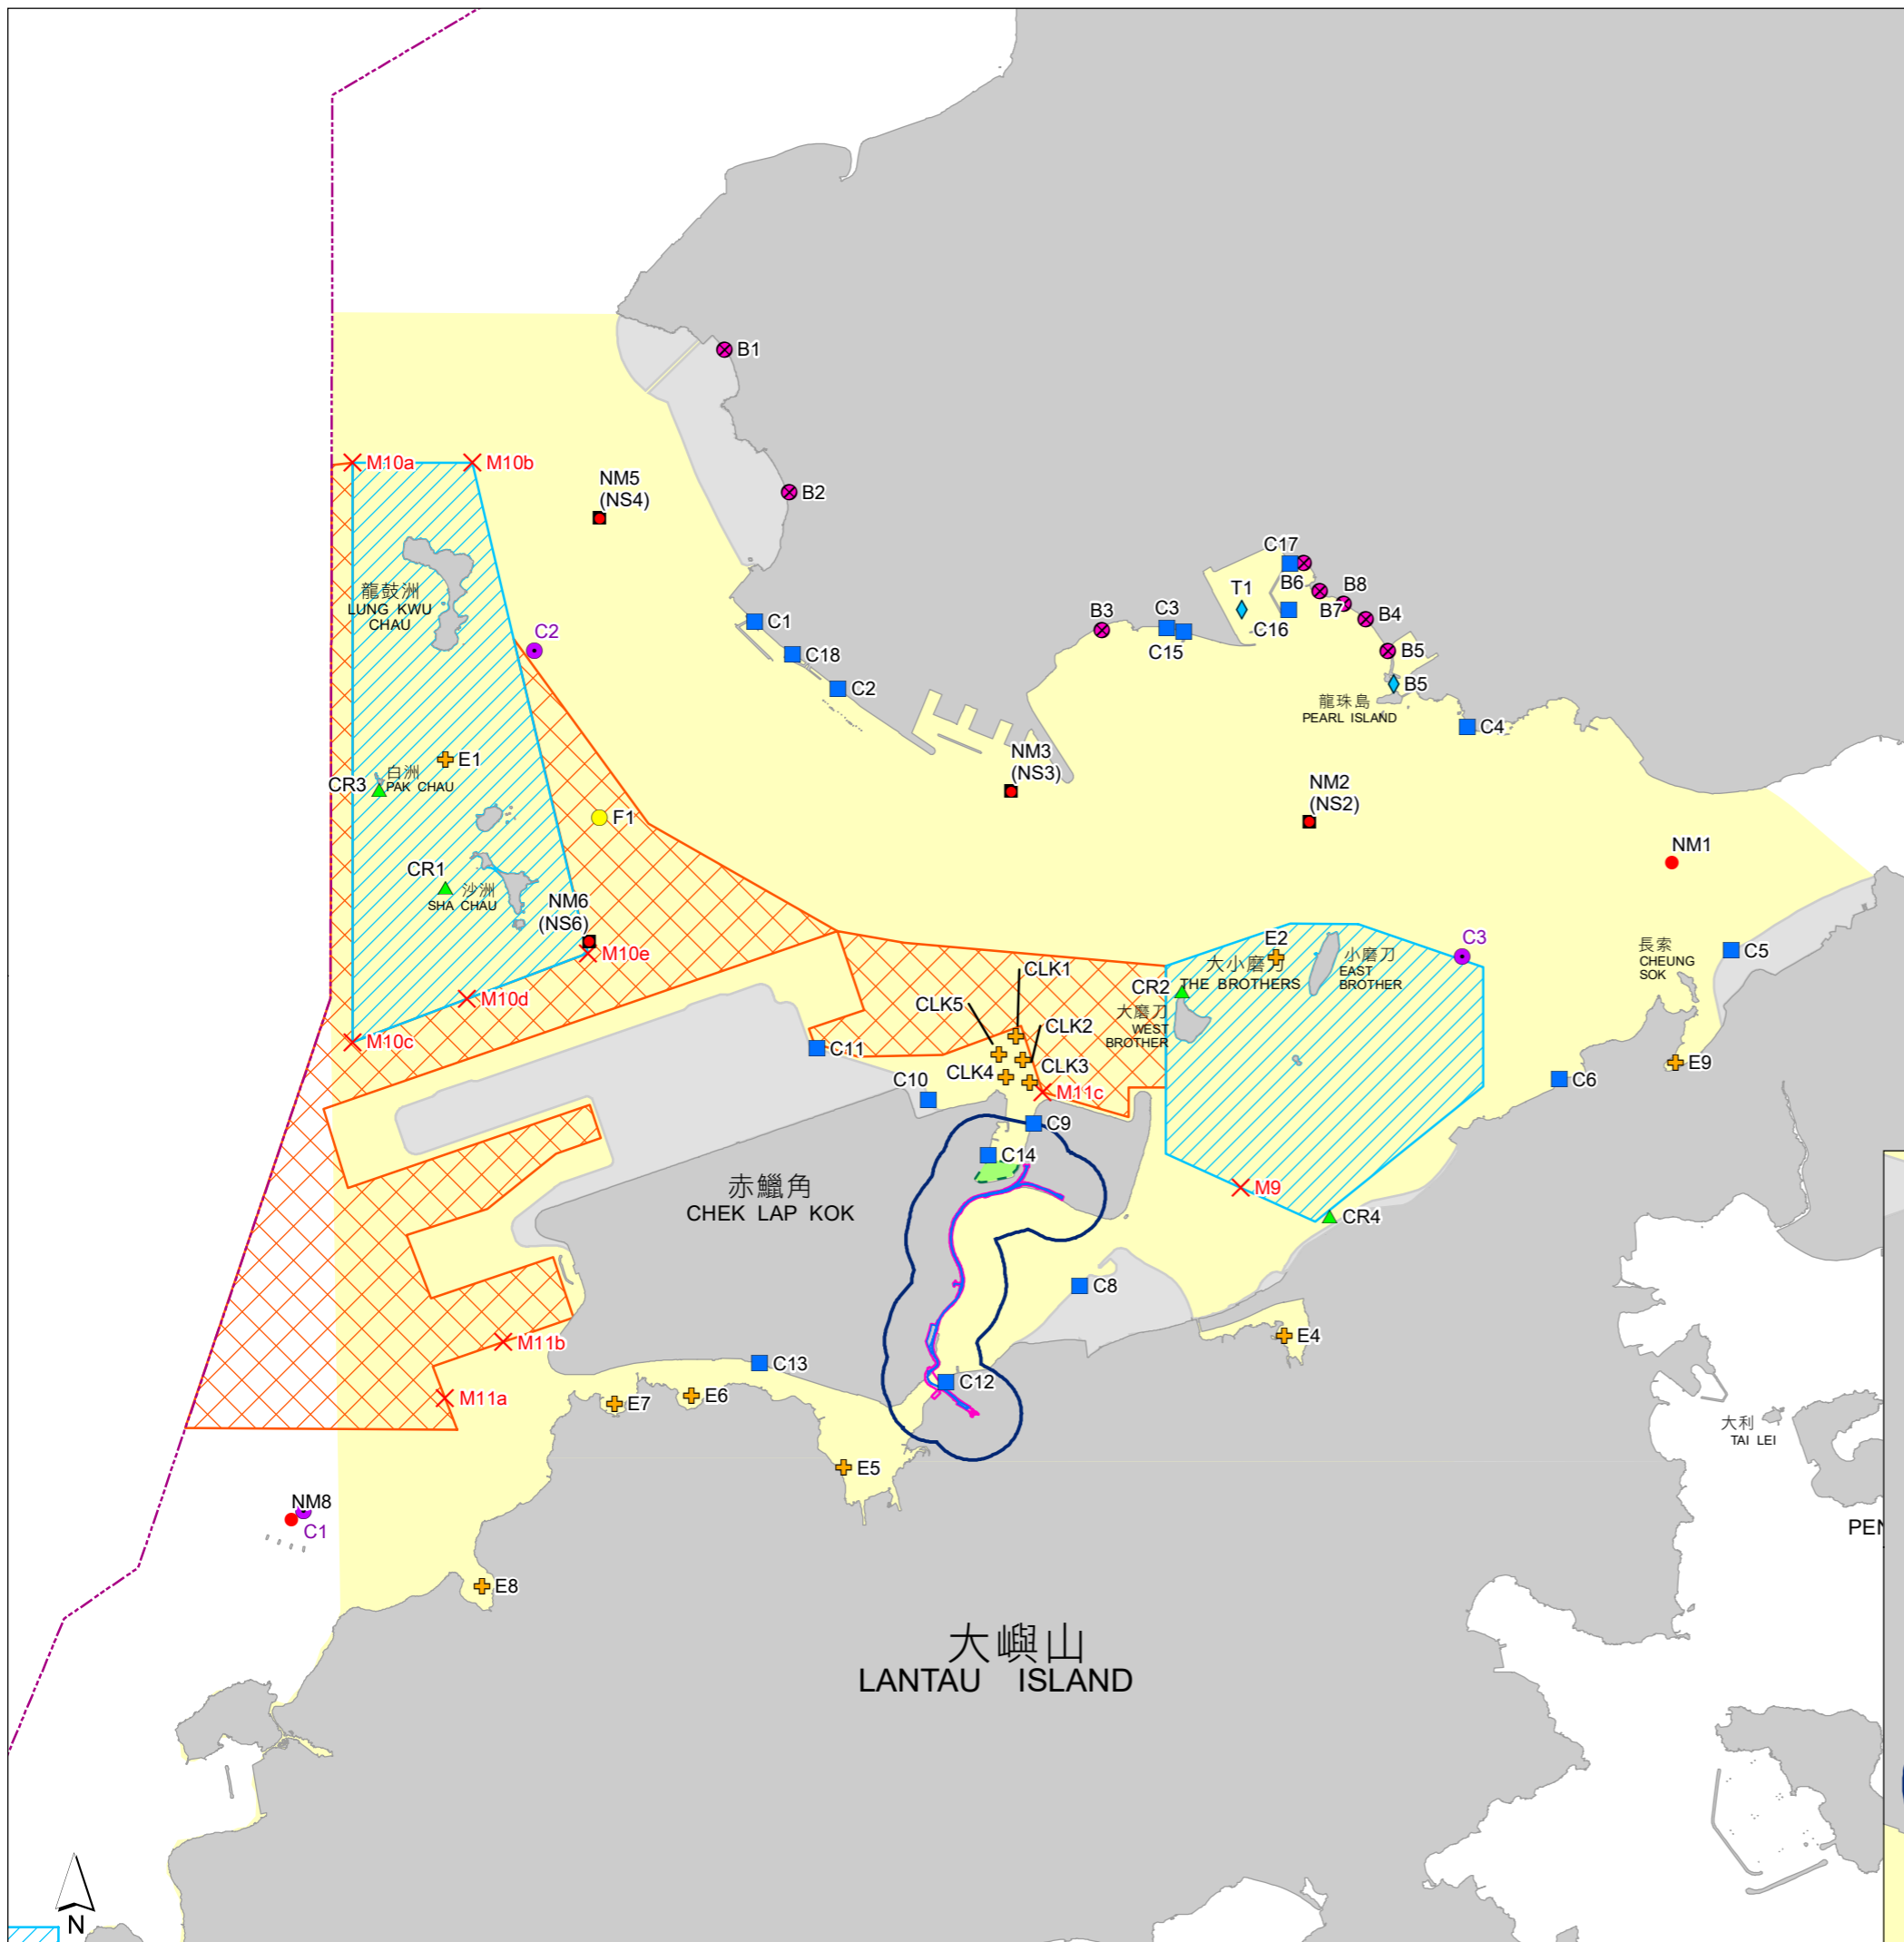 B1
M10a
M10b
NM5
(NS4)
B2
龍鼓洲
LUNG KWU
CHAU
C2
C1
C18
C2
C17
T1
B6
B8
B7
B4
B3
C3
C15
C16
B5
B5
龍珠島
PEARL ISLAND
C4
E1
CR3
白洲
PAK CHAU
F1
NM3
(NS3)
NM2
(NS2)
NM1
CR1
沙洲
SHA CHAU
NM6
(NS6)
M10e
M10d
M10c
CLK1
CLK5
CLK2
CLK3
CLK4
M11c
C11
C10
C9
C14
E2
大小磨刀
THE BROTHERS
小磨刀
EAST
BROTHER
CR2
大磨刀
WEST
BROTHER
C3
長索
CHEUNG
SOK
C5
E9
C6
M9
CR4
赤鱲角
CHEK LAP KOK
C8
E4
M11b
M11a
C13
C12
E7
E6
E5
大利
TAI LEI
NM8
C1
E8
PEN
大嶼山
LANTAU ISLAND
N